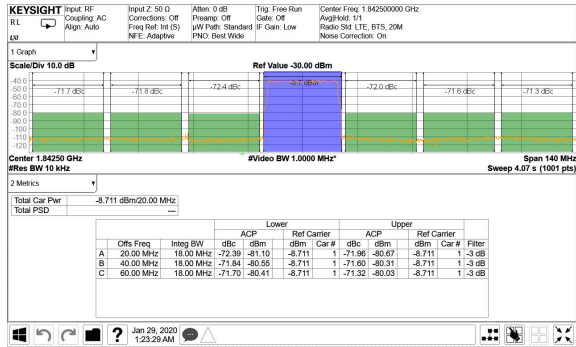 KEYSIGHT Input: RF Input Z: 50 Ω Atten: 0 dB Trig: Free Run Center Freq: 1.842500000 GHz
RL Coupling: AC Corrections: Off Preamp: Off Gate: Off Avg|Hold: 1/1
Align: Auto Freq Ref: Int (S) µW Path: Standard IF Gain: Low Radio Std: LTE, BTS, 20M
LXI NFE: Adaptive PNO: Best Wide Noise Correction: On
1 Graph
Scale/Div 10.0 dB Ref Value -30.00 dBm
-40.0
-50.0
-60.0
-70.0
-80.0
-90.0
-100
-110
-120
-71.7 dBc -71.8 dBc -72.4 dBc -8.7 dBm -72.0 dBc -71.6 dBc -71.3 dBc
Center 1.84250 GHz #Video BW 1.0000 MHz* Span 140 MHz
#Res BW 10 kHz Sweep 4.07 s (1001 pts)
2 Metrics
Total Car Pwr -8.711 dBm/20.00 MHz
Total PSD ---
Lower Upper
ACP Ref Carrier ACP Ref Carrier
Offs Freq Integ BW dBc dBm dBm Car # dBc dBm dBm Car # Filter
A 20.00 MHz 18.00 MHz -72.39 -81.10 -8.711 1 -71.96 -80.67 -8.711 1 -3 dB
B 40.00 MHz 18.00 MHz -71.84 -80.55 -8.711 1 -71.60 -80.31 -8.711 1 -3 dB
C 60.00 MHz 18.00 MHz -71.70 -80.41 -8.711 1 -71.32 -80.03 -8.711 1 -3 dB
? Jan 29, 2020
1:23:29 AM